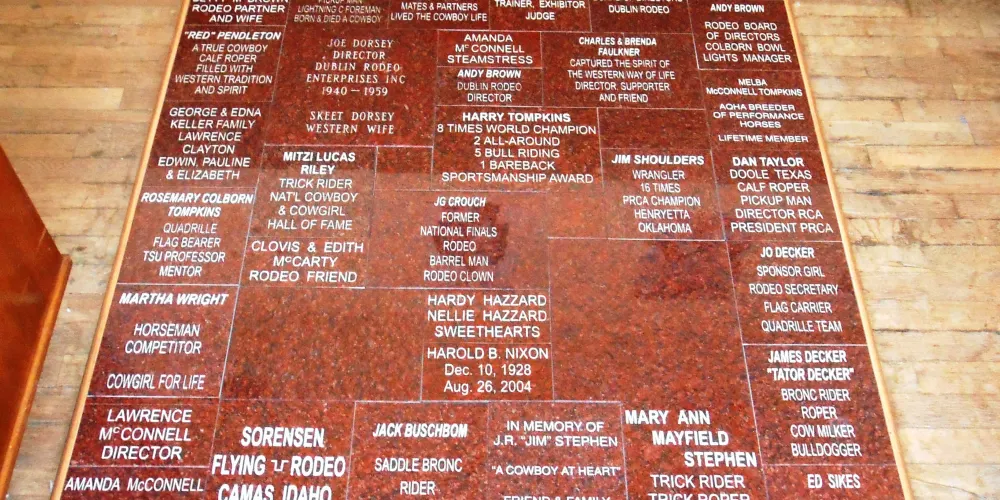 RODEO PARTNER
AND WIFE
LIGHTNING C FOREMAN
BORN & DIED A COWBOY
MATES & PARTNERS
LIVED THE COWBOY LIFE
TRAINER, EXHIBITOR
JUDGE
DUBLIN RODEO
ANDY BROWN
RODEO BOARD
OF DIRECTORS
COLBORN BOWL
LIGHTS MANAGER
"RED" PENDLETON
A TRUE COWBOY
CALF ROPER
FILLED WITH
WESTERN TRADITION
AND SPIRIT
JOE DORSEY
DIRECTOR
DUBLIN RODEO
ENTERPRISES INC
1940 - 1959
SKEET DORSEY
WESTERN WIFE
AMANDA
McCONNELL
STEAMSTRESS
ANDY BROWN
DUBLIN RODEO
DIRECTOR
CHARLES & BRENDA
FAULKNER
CAPTURED THE SPIRIT OF
THE WESTERN WAY OF LIFE
DIRECTOR, SUPPORTER
AND FRIEND
MELBA
McCONNELL TOMPKINS
AQHA BREEDER
OF PERFORMANCE
HORSES
LIFETIME MEMBER
GEORGE & EDNA
KELLER FAMILY
LAWRENCE
CLAYTON
EDWIN, PAULINE
& ELIZABETH
HARRY TOMPKINS
8 TIMES WORLD CHAMPION
2 ALL-AROUND
5 BULL RIDING
1 BAREBACK
SPORTSMANSHIP AWARD
MITZI LUCAS
RILEY
TRICK RIDER
NAT'L COWBOY
& COWGIRL
HALL OF FAME
JIM SHOULDERS
WRANGLER
16 TIMES
PRCA CHAMPION
HENRYETTA
OKLAHOMA
DAN TAYLOR
DOOLE TEXAS
CALF ROPER
PICKUP MAN
DIRECTOR RCA
PRESIDENT PRCA
ROSEMARY COLBORN
TOMPKINS
QUADRILLE
FLAG BEARER
TSU PROFESSOR
MENTOR
JG CROUCH
FORMER
NATIONAL FINALS
RODEO
BARREL MAN
RODEO CLOWN
CLOVIS & EDITH
McCARTY
RODEO FRIEND
JO DECKER
SPONSOR GIRL
RODEO SECRETARY
FLAG CARRIER
QUADRILLE TEAM
MARTHA WRIGHT
HORSEMAN
COMPETITOR
COWGIRL FOR LIFE
HARDY HAZZARD
NELLIE HAZZARD
SWEETHEARTS
HAROLD B. NIXON
Dec. 10, 1928
Aug. 26, 2004
JAMES DECKER
"TATOR DECKER"
BRONC RIDER
ROPER
COW MILKER
BULLDOGGER
LAWRENCE
McCONNELL
DIRECTOR
SORENSEN
FLYING U RODEO
CAMAS, IDAHO
JACK BUSCHBOM
SADDLE BRONC
RIDER
IN MEMORY OF
J.R. "JIM" STEPHEN
"A COWBOY AT HEART"
FRIEND & FAMILY
MARY ANN
MAYFIELD
STEPHEN
TRICK RIDER
TRICK ROPER
AMANDA McCONNELL
ED SIKES